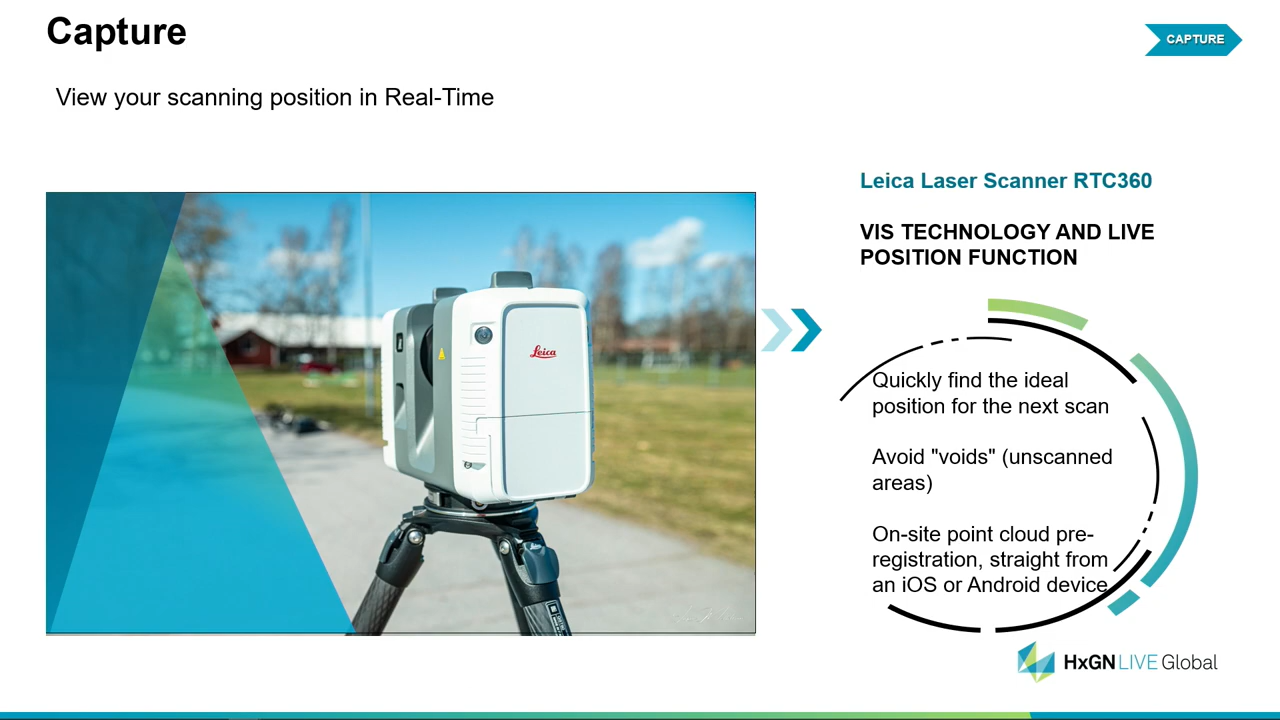 Capture
CAPTURE
View your scanning position in Real-Time
Leica Laser Scanner RTC360
VIS TECHNOLOGY AND LIVE
POSITION FUNCTION
Leica
Quickly find the ideal
position for the next scan
Avoid "voids" (unscanned
areas)
On-site point cloud pre-
registration, straight from
an iOS or Android device
HxGN LIVE Global